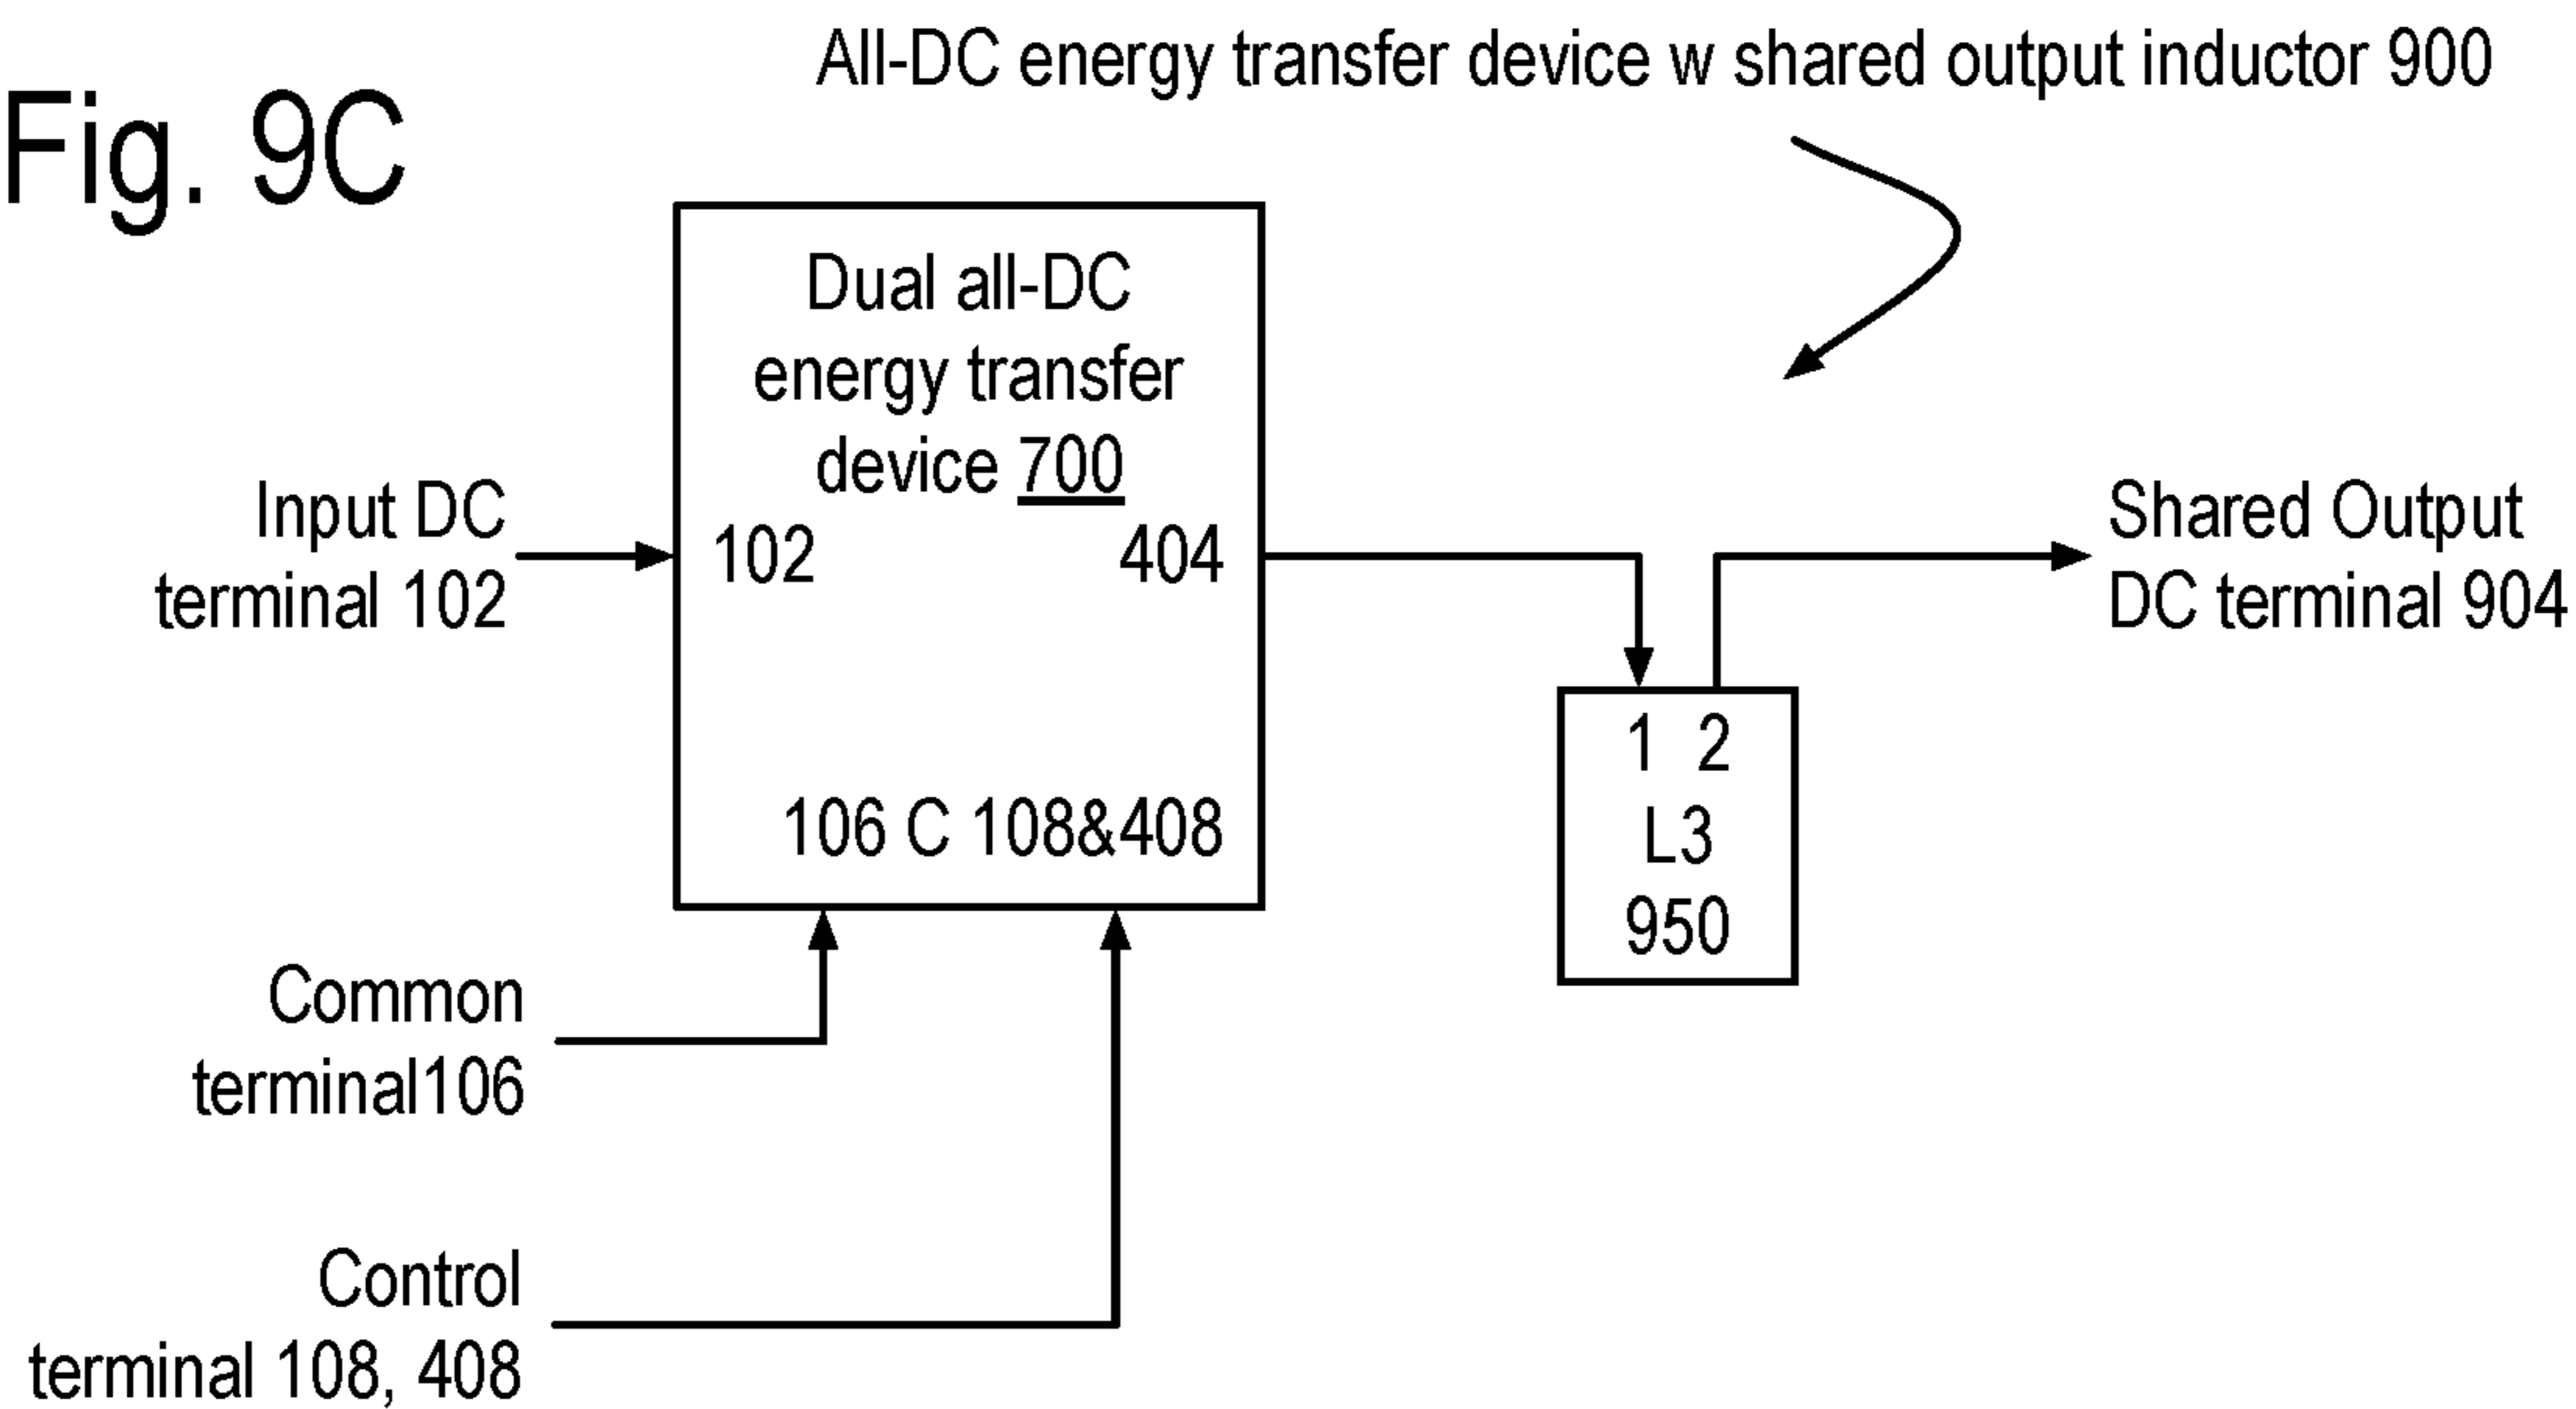 All-DC energy transfer device w shared output inductor 900
Fig. 9C
Dual all-DC
energy transfer
device 700
Input DC
terminal 102
102 404
Shared Output
DC terminal 904
1 2
L3
950
106 C 108&408
Common
terminal106
Control
terminal 108, 408